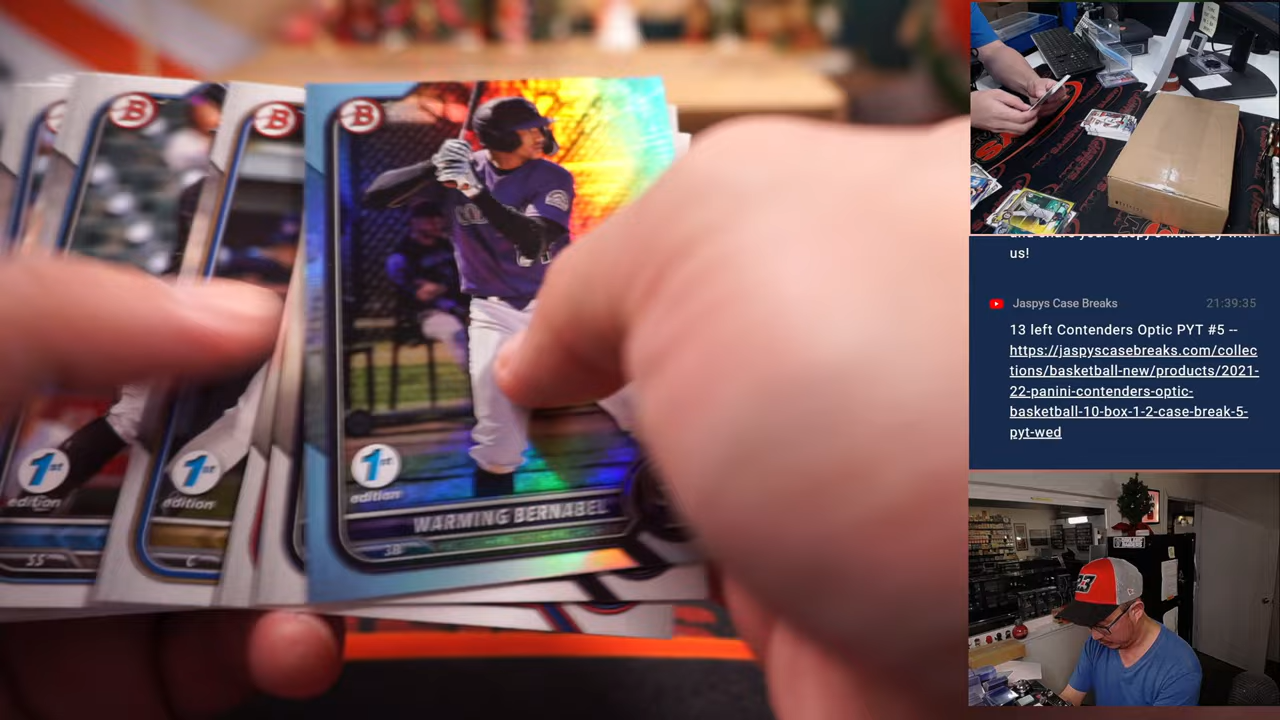 B
B
B
1st
edition
SS
1st
edition
C
1st
edition
WARMING BERNABEL
3B
us!
Jaspys Case Breaks
21:39:35
13 left Contenders Optic PYT #5 --
https://jaspyscasebreaks.com/collec
tions/basketball-new/products/2021-
22-panini-contenders-optic-
basketball-10-box-1-2-case-break-5-
pyt-wed
23